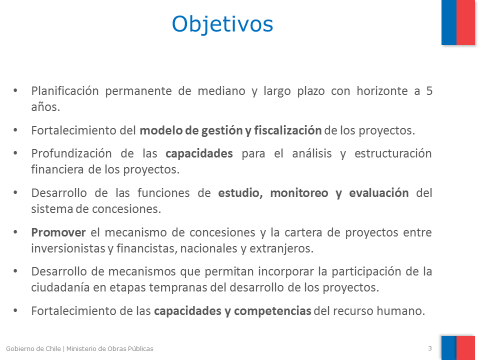 Objetivos
• Planificación permanente de mediano y largo plazo con horizonte a 5
años.
• Fortalecimiento del modelo de gestión y fiscalización de los proyectos.
• Profundización de las capacidades para el análisis y estructuración
financiera de los proyectos.
• Desarrollo de las funciones de estudio, monitoreo y evaluación del
sistema de concesiones.
• Promover el mecanismo de concesiones y la cartera de proyectos entre
inversionistas y financistas, nacionales y extranjeros.
• Desarrollo de mecanismos que permitan incorporar la participación de la
ciudadanía en etapas tempranas del desarrollo de los proyectos.
• Fortalecimiento de las capacidades y competencias del recurso humano.
Gobierno de Chile | Ministerio de Obras Públicas
3